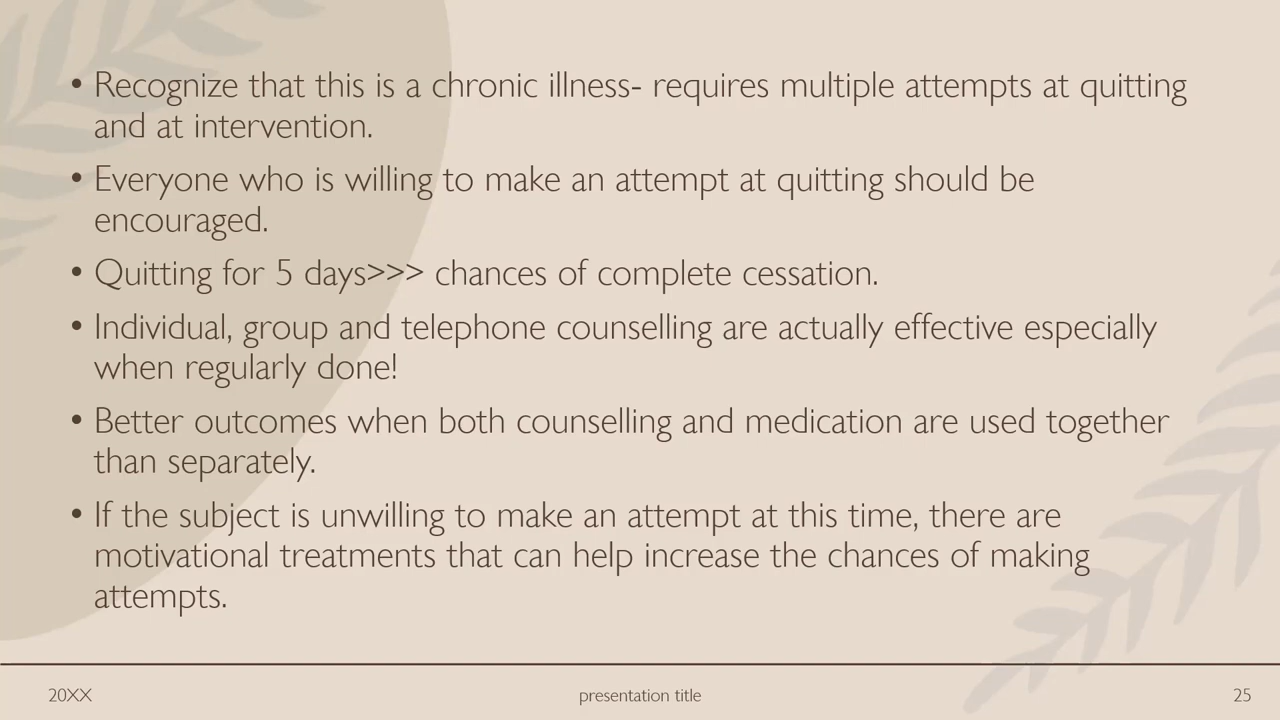 • Recognize that this is a chronic illness- requires multiple attempts at quitting
and at intervention.
• Everyone who is willing to make an attempt at quitting should be
encouraged.
• Quitting for 5 days>>> chances of complete cessation.
• Individual, group and telephone counselling are actually effective especially
when regularly done!
• Better outcomes when both counselling and medication are used together
than separately.
• If the subject is unwilling to make an attempt at this time, there are
motivational treatments that can help increase the chances of making
attempts.
20XX
presentation title
25